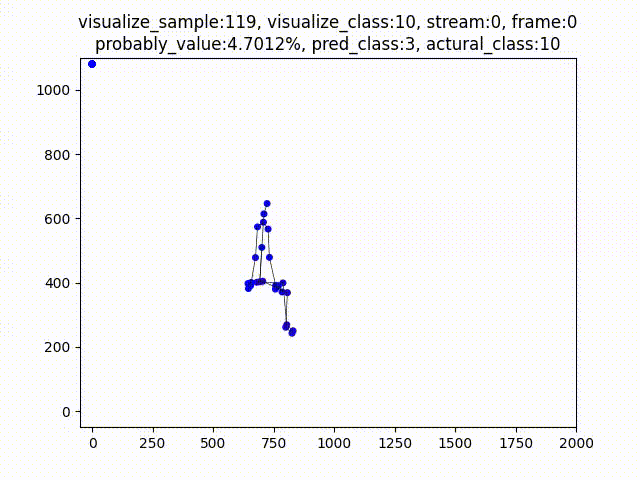 visualize_sample:119, visualize_class:10, stream:0, frame:0
probably_value:4.7012%, pred_class:3, actural_class:10
1000
800
600
400
200
0
0 250 500 750 1000 1250 1500 1750 2000